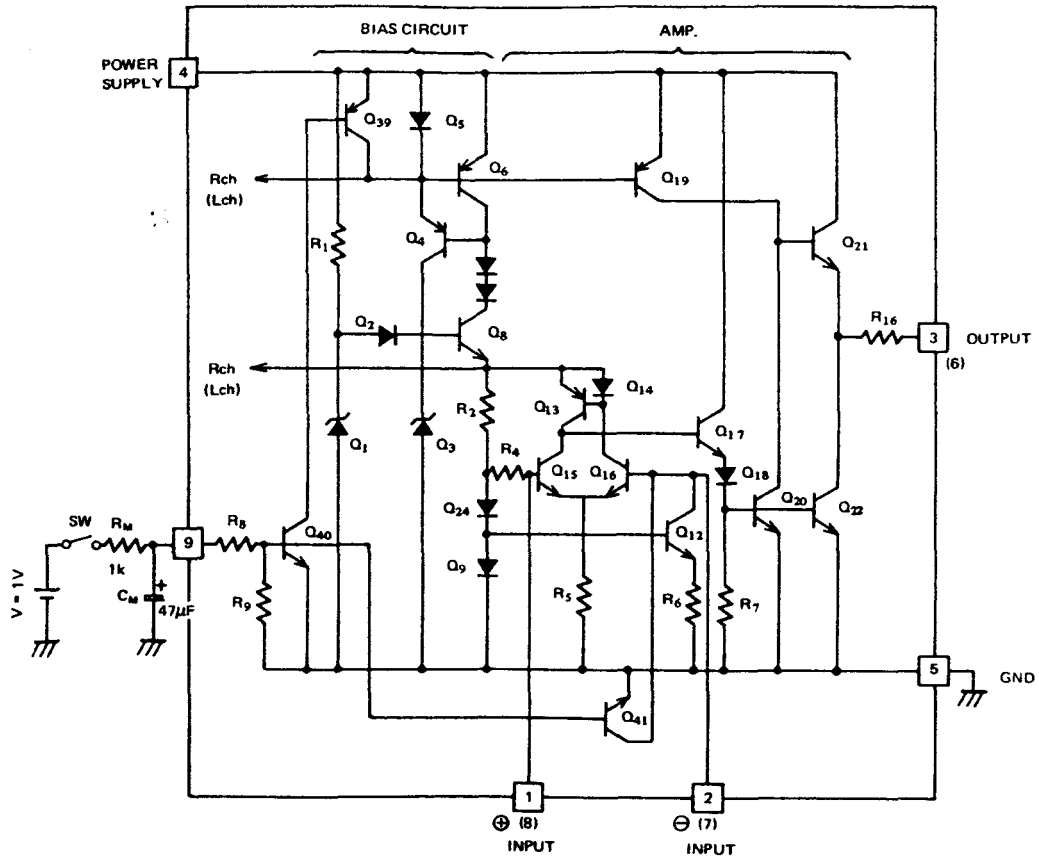 BIAS CIRCUIT
AMP.
POWER
SUPPLY
4
Q39
Q5
Q6
Q19
Rch
(Lch)
Q4
R1
Q21
Q2
Q8
R16
3
OUTPUT
(6)
Rch
(Lch)
Q14
Q13
R2
Q1
Q3
R4
Q17
Q15
Q16
Q18
Q24
Q20
Q22
SW
RM
9
R8
Q40
Q12
1k
CM
+
47μF
V = 1V
R9
Q9
R5
R6
R7
5
GND
Q41
1
2
⊕ (8)
⊖ (7)
INPUT
INPUT